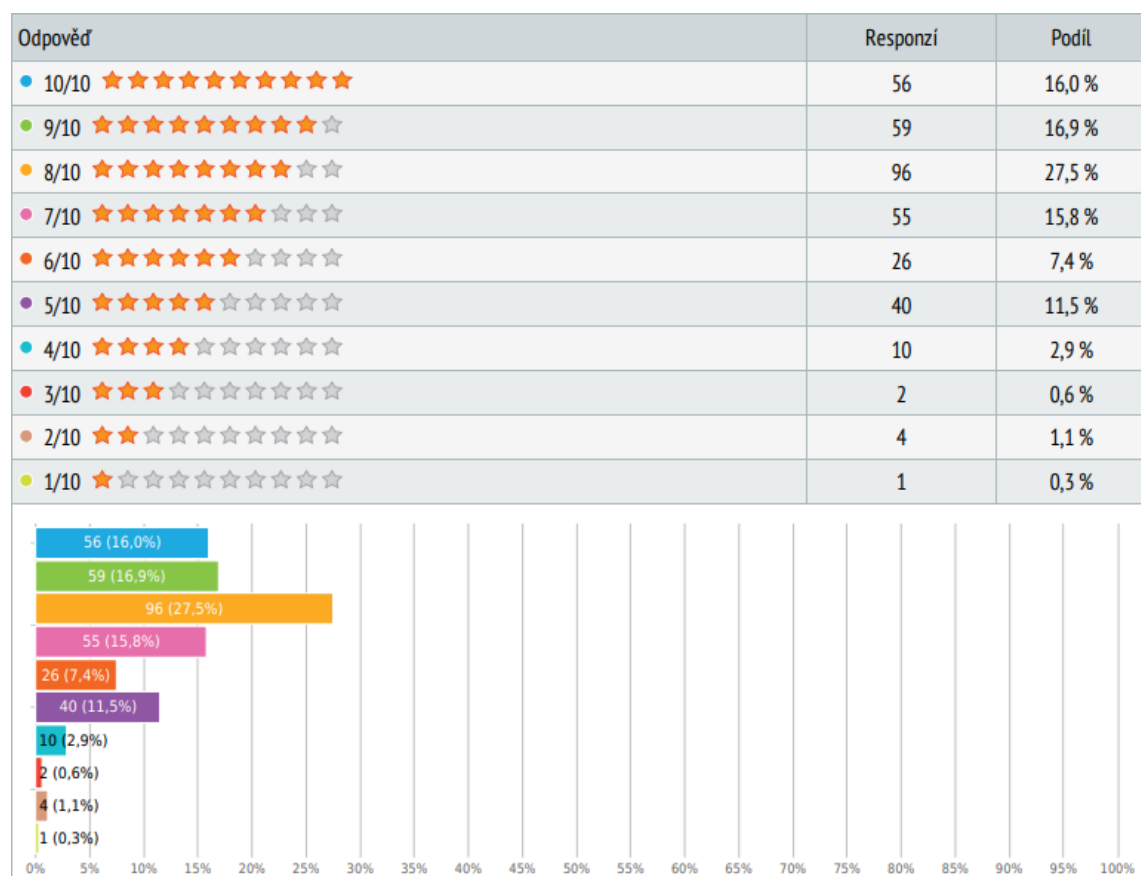 Odpověď Responzí Podíl
10/10 56 16,0 %
9/10 59 16,9 %
8/10 96 27,5 %
7/10 55 15,8 %
6/10 26 7,4 %
5/10 40 11,5 %
4/10 10 2,9 %
3/10 2 0,6 %
2/10 4 1,1 %
1/10 1 0,3 %
56 (16,0%)
59 (16,9%)
96 (27,5%)
55 (15,8%)
26 (7,4%)
40 (11,5%)
10 (2,9%)
2 (0,6%)
4 (1,1%)
1 (0,3%)
0% 5% 10% 15% 20% 25% 30% 35% 40% 45% 50% 55% 60% 65% 70% 75% 80% 85% 90% 95% 100%